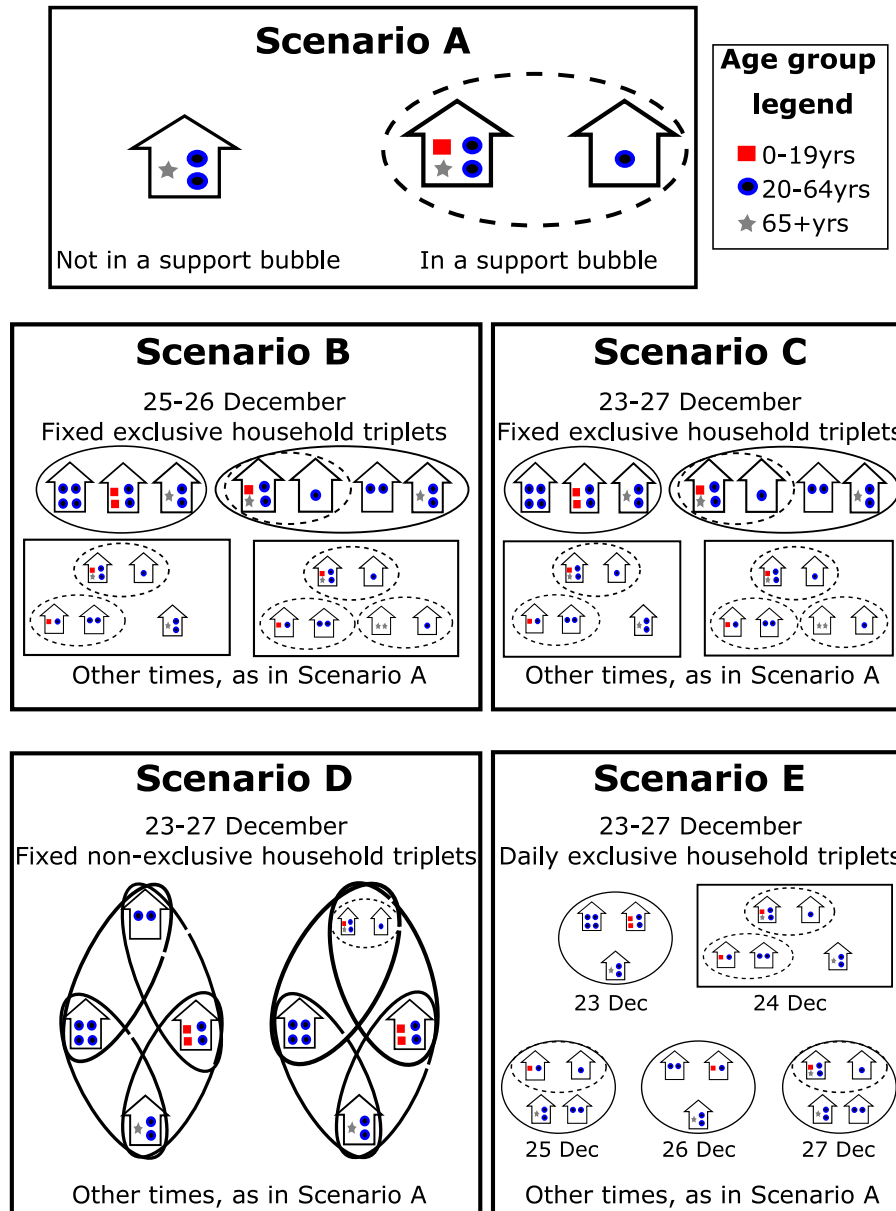 Scenario A
Not in a support bubble
In a support bubble
Age group
legend
0-19yrs
20-64yrs
65+yrs
Scenario B
25-26 December
Fixed exclusive household triplets
Other times, as in Scenario A
Scenario C
23-27 December
Fixed exclusive household triplets
Other times, as in Scenario A
Scenario D
23-27 December
Fixed non-exclusive household triplets
Other times, as in Scenario A
Scenario E
23-27 December
Daily exclusive household triplets
23 Dec
24 Dec
25 Dec
26 Dec
27 Dec
Other times, as in Scenario A